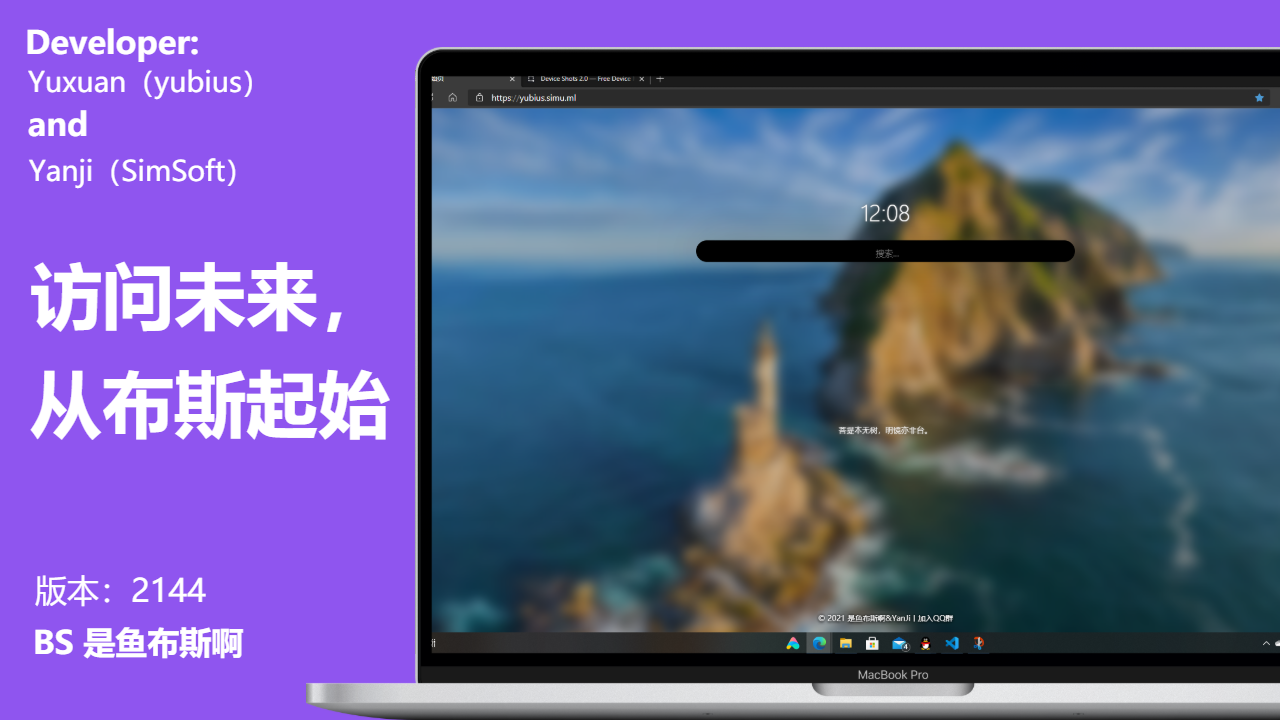 Developer:
Yuxuan（yubius）
and
Yanji（SimSoft）
访问未来，
从布斯起始
版本：2144
BS 是鱼布斯啊
Device Shots 2.0 — Free Device
https://yubius.simu.ml
12:08
搜索...
菩提本无树，明镜亦非台。
© 2021 是鱼布斯啊&YanJi | 加入QQ群
4
MacBook Pro